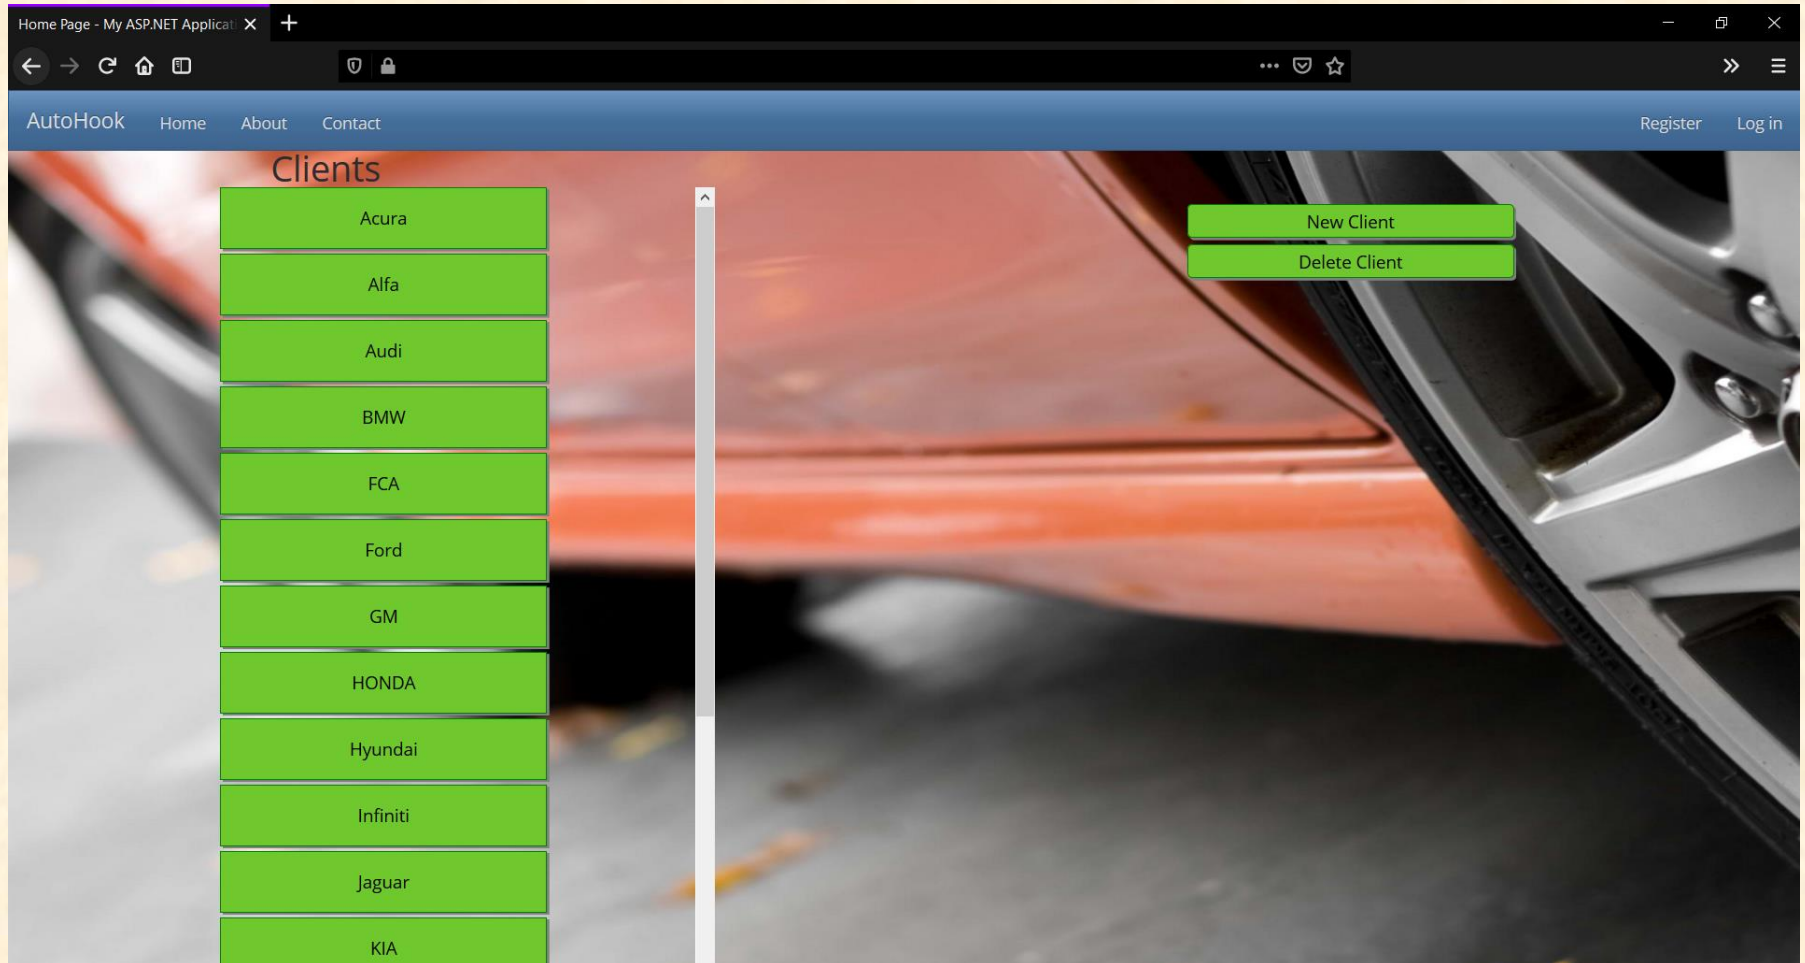 Home Page - My ASP.NET Applicati
AutoHook Home About Contact Register Log in
Clients
Acura
Alfa
Audi
BMW
FCA
Ford
GM
HONDA
Hyundai
Infiniti
Jaguar
KIA
New Client
Delete Client